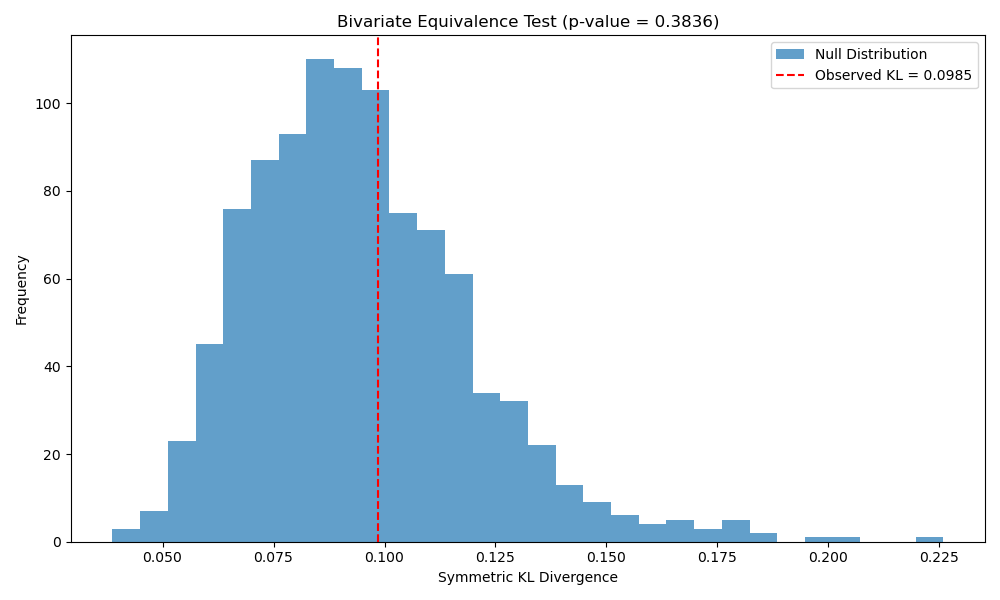 Bivariate Equivalence Test (p-value = 0.3836)
Null Distribution
Observed KL = 0.0985
Frequency
100
80
60
40
20
0
0.050 0.075 0.100 0.125 0.150 0.175 0.200 0.225
Symmetric KL Divergence